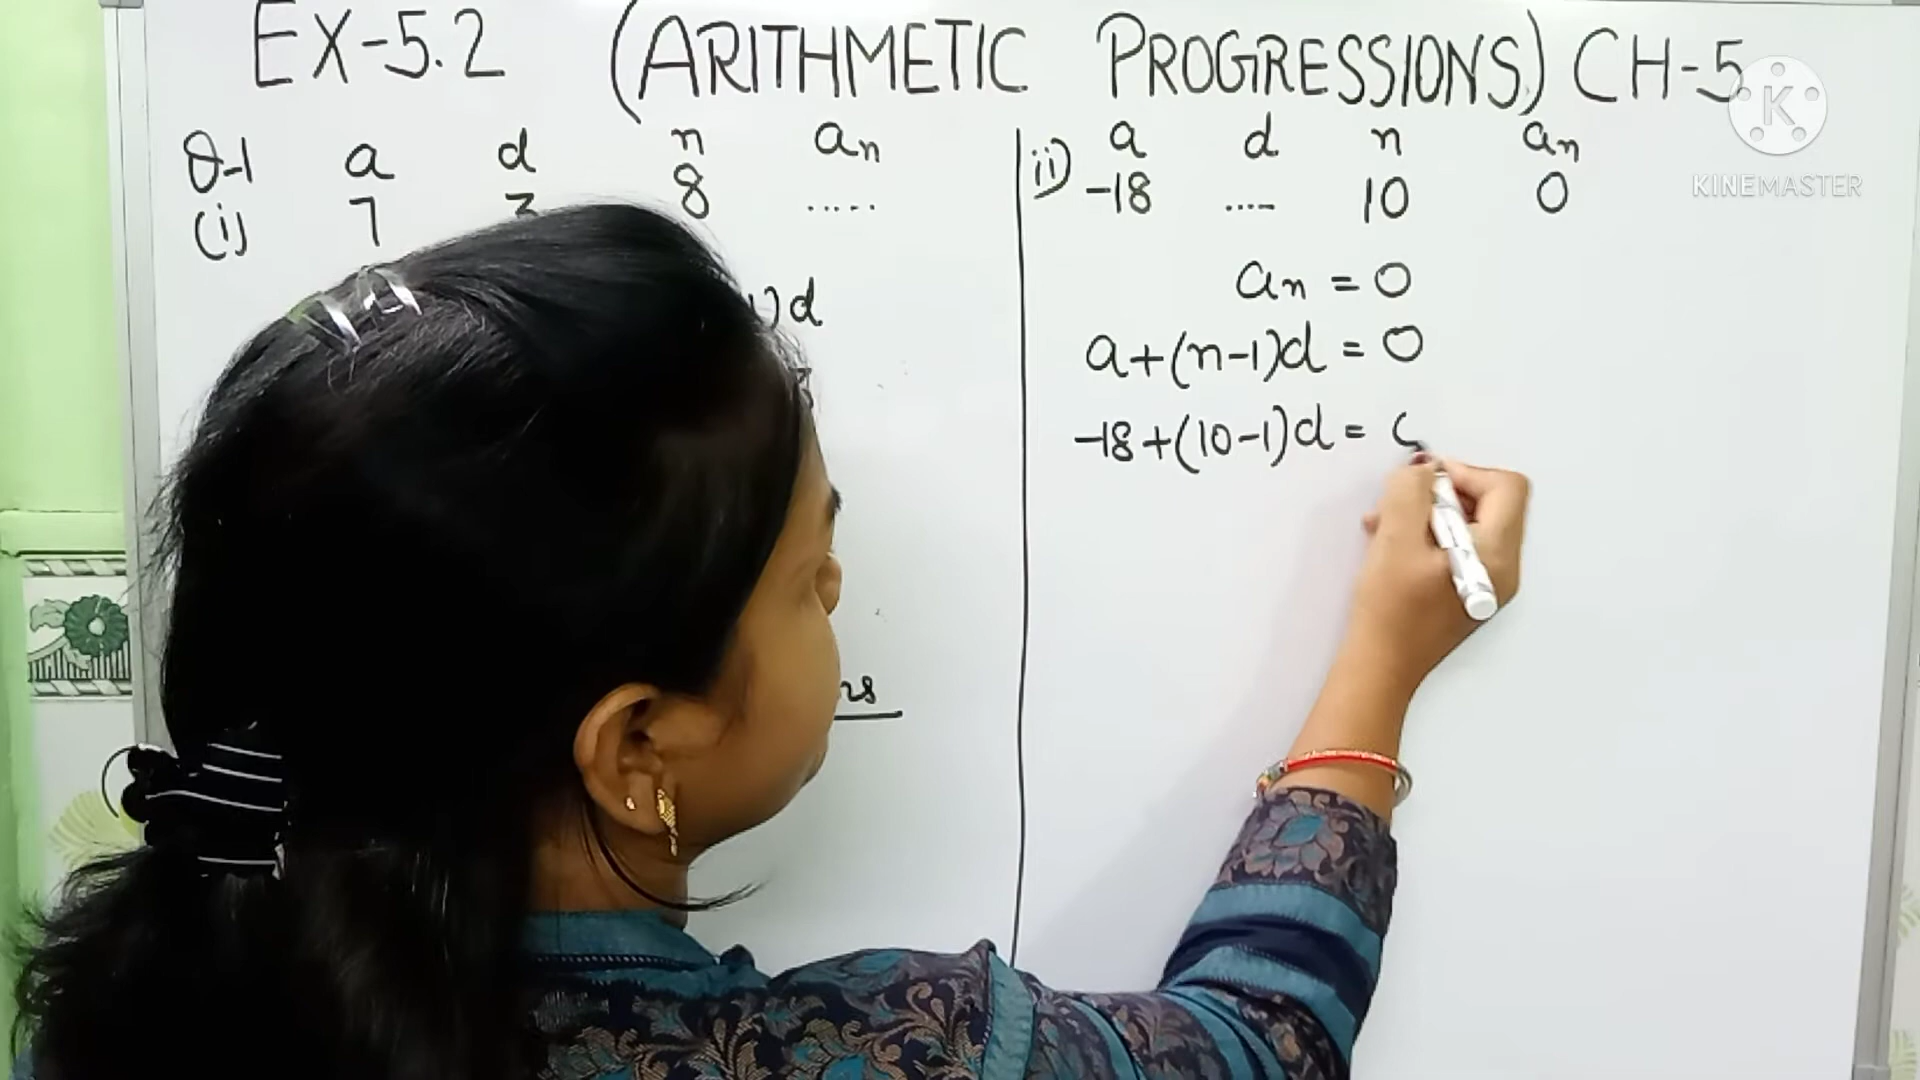 EX-5.2 (ARITHMETIC PROGRESSIONS) CH-5
Q-1 a d n an
(i) 7 3 8 .....
)d
3
ii) a d n an
-18 .... 10 0
an = 0
a+(n-1)d = 0
-18+(10-1)d =
K
KINEMASTER